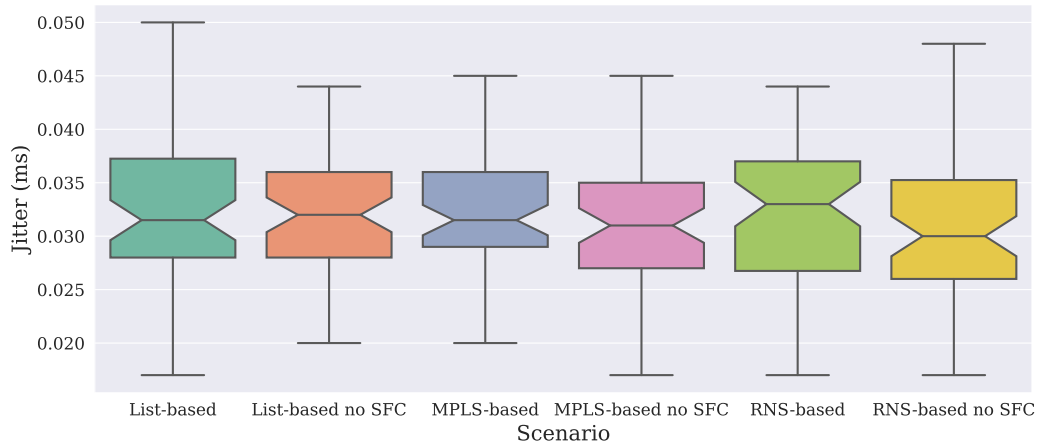 Jitter (ms)
0.050
0.045
0.040
0.035
0.030
0.025
0.020
List-based
List-based no SFC
MPLS-based
MPLS-based no SFC
RNS-based
RNS-based no SFC
Scenario